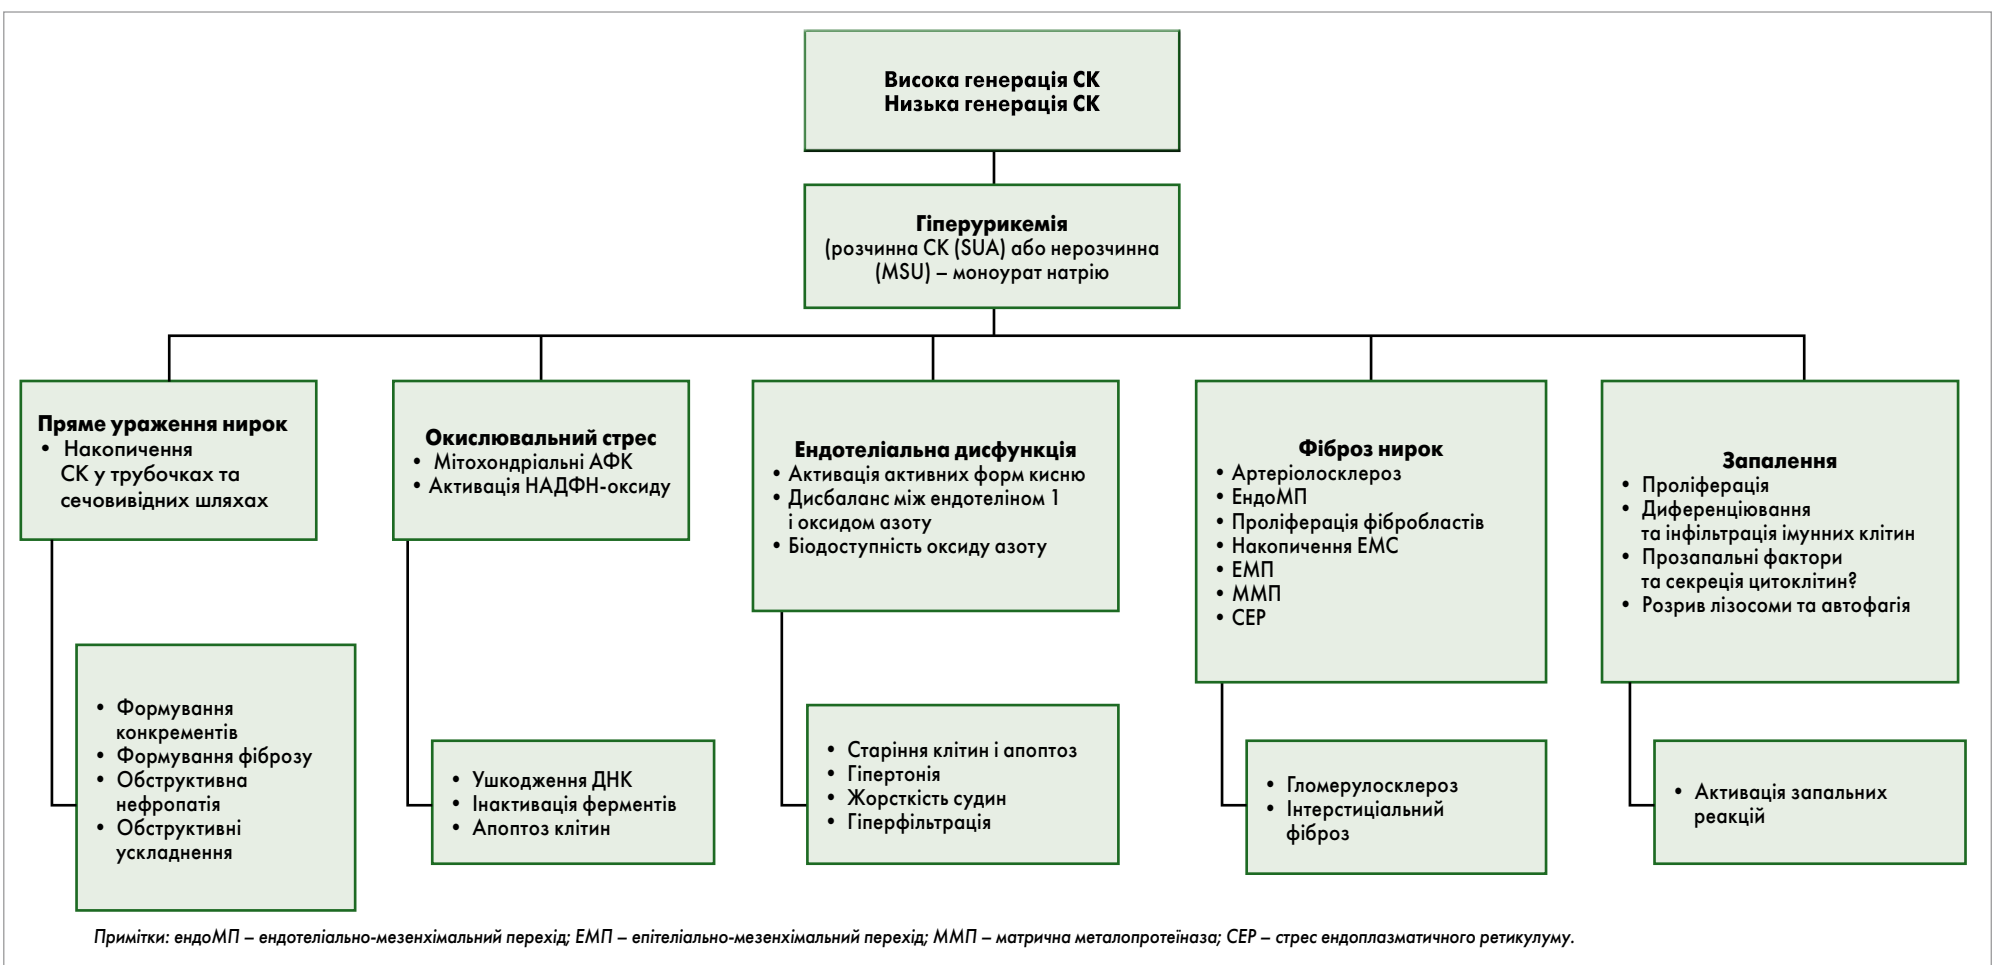 Висока генерація СК
Низька генерація СК
Гіперурикемія
(розчинна СК (SUA) або нерозчинна
(MSU) – моноурат натрію
Пряме ураження нирок
• Накопичення
СК у трубочках та
сечовивідних шляхах
• Формування
конкрементів
• Формування фіброзу
• Обструктивна
нефропатія
• Обструктивні
ускладнення
Окислювальний стрес
• Мітохондріальні АФК
• Активація НАДФН-оксиду
• Ушкодження ДНК
• Інактивація ферментів
• Апоптоз клітин
Ендотеліальна дисфункція
• Активація активних форм кисню
• Дисбаланс між ендотеліном 1
і оксидом азоту
• Біодоступність оксиду азоту
• Старіння клітин і апоптоз
• Гіпертонія
• Жорсткість судин
• Гіперфільтрація
Фіброз нирок
• Артеріолосклероз
• ЕндоМП
• Проліферація фібробластів
• Накопичення ЕМС
• ЕМП
• ММП
• СЕР
• Гломерулосклероз
• Інтерстиціальний
фіброз
Запалення
• Проліферація
• Диференціювання
та інфільтрація імунних клітин
• Прозапальні фактори
та секреція цитоклітин?
• Розрив лізосоми та автофагія
• Активація запальних
реакцій
Примітки: ендоМП – ендотеліально-мезенхімальний перехід; ЕМП – епітеліально-мезенхімальний перехід; ММП – матрична металопротеїназа; СЕР – стрес ендоплазматичного ретикулуму.